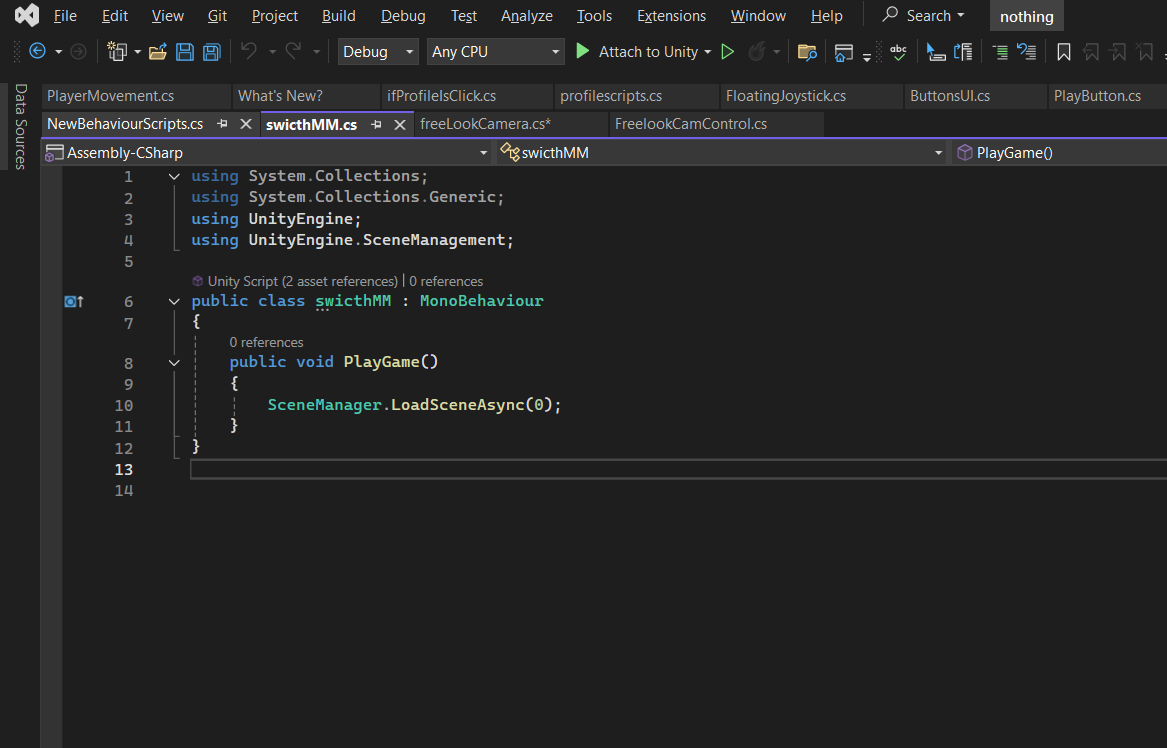 File Edit View Git Project Build Debug Test Analyze Tools Extensions Window Help Search nothing
Debug Any CPU Attach to Unity abc
Data Sources
PlayerMovement.cs What's New? ifProfileIsClick.cs profilescripts.cs FloatingJoystick.cs ButtonsUI.cs PlayButton.cs
NewBehaviourScripts.cs swicthMM.cs freeLookCamera.cs* FreelookCamControl.cs
Assembly-CSharp swicthMM PlayGame()
1 using System.Collections;
2 using System.Collections.Generic;
3 using UnityEngine;
4 using UnityEngine.SceneManagement;
5
Unity Script (2 asset references) | 0 references
6 public class swicthMM : MonoBehaviour
7 {
0 references
8 public void PlayGame()
9 {
10 SceneManager.LoadSceneAsync(0);
11 }
12 }
13
14